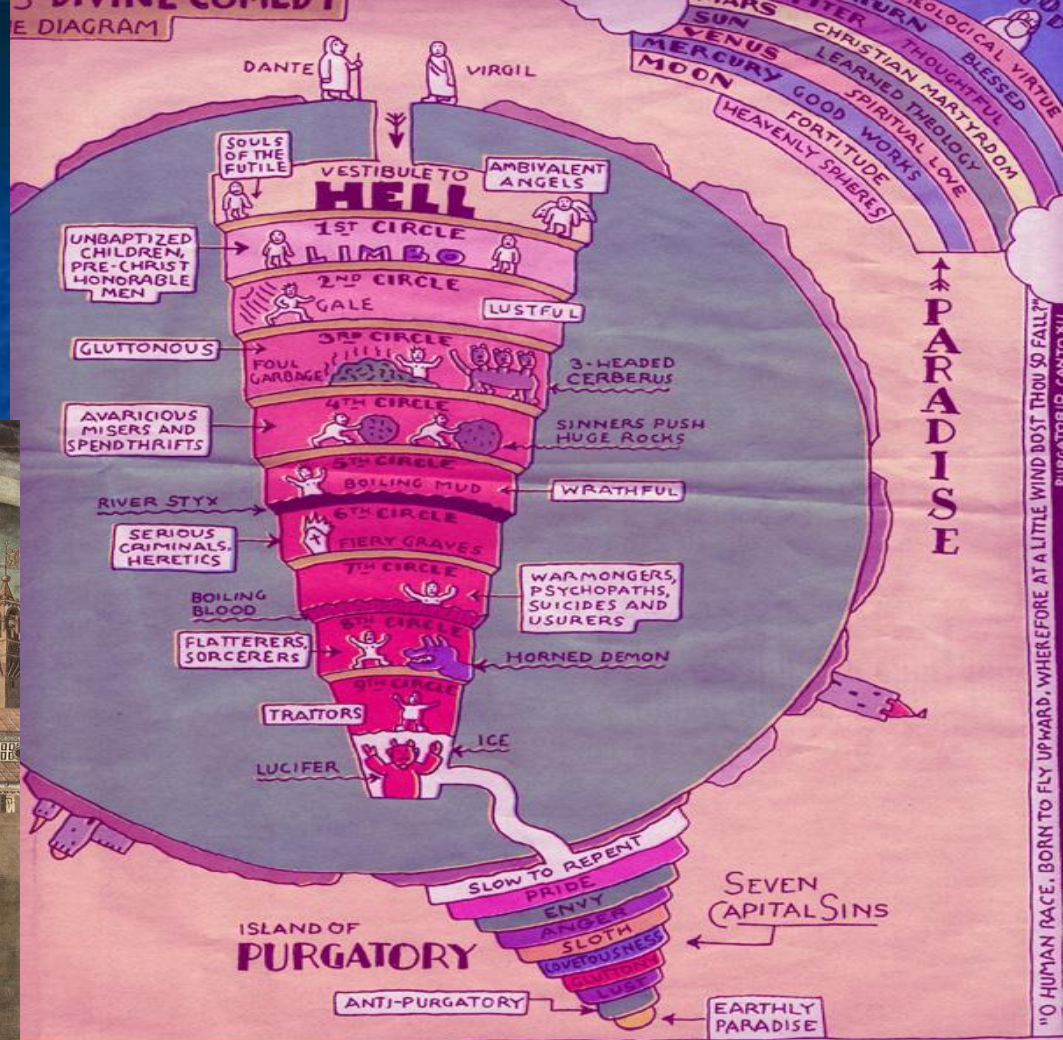 DIVINE COMEDY
DIAGRAM
DANTE
VIRGIL
SOULS
OF THE
FUTILE
VESTIBULE TO
HELL
AMBIVALENT
ANGELS
1ST CIRCLE
LIMBO
UNBAPTIZED
CHILDREN,
PRE-CHRIST
HONORABLE
MEN
2ND CIRCLE
GALE
LUSTFUL
GLUTTONOUS
3RD CIRCLE
FOUL
GARBAGE
3-HEADED
CERBERUS
AVARICIOUS
MISERS AND
SPENDTHRIFTS
4TH CIRCLE
SINNERS PUSH
HUGE ROCKS
5TH CIRCLE
BOILING MUD
WRATHFUL
RIVER STYX
6TH CIRCLE
FIERY GRAVES
SERIOUS
CRIMINALS,
HERETICS
7TH CIRCLE
WARMONGERS,
PSYCHOPATHS,
SUICIDES AND
USURERS
BOILING
BLOOD
8TH CIRCLE
FLATTERERS,
SORCERERS
HORNED DEMON
9TH CIRCLE
TRAITORS
ICE
LUCIFER
SLOW TO REPENT
PRIDE
ENVY
ANGER
SLOTH
COVETOUSNESS
GLUTTONY
LUST
SEVEN
CAPITAL SINS
ISLAND OF
PURGATORY
ANTI-PURGATORY
EARTHLY
PARADISE
THEOLOGICAL VIRTUE
BLESSED
THOUGHTFUL
MARS CHRISTIAN MARTYRDOM
SUN LEARNED THEOLOGY
VENUS SPIRITUAL LOVE
MERCURY GOOD WORKS
MOON FORTITUDE
HEAVENLY SPHERES
PARADISE
"O HUMAN RACE, BORN TO FLY UPWARD, WHEREFORE AT A LITTLE WIND DOST THOU SO FALL?"